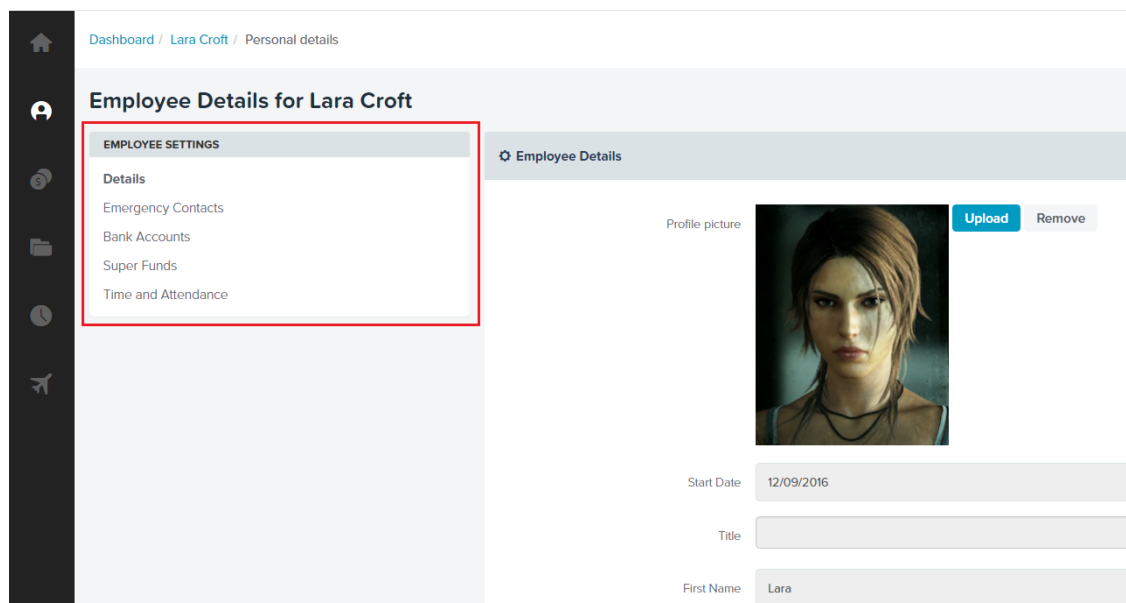 Dashboard / Lara Croft / Personal details
Employee Details for Lara Croft
EMPLOYEE SETTINGS
Details
Emergency Contacts
Bank Accounts
Super Funds
Time and Attendance
Employee Details
Profile picture
Upload Remove
Start Date 12/09/2016
Title
First Name Lara